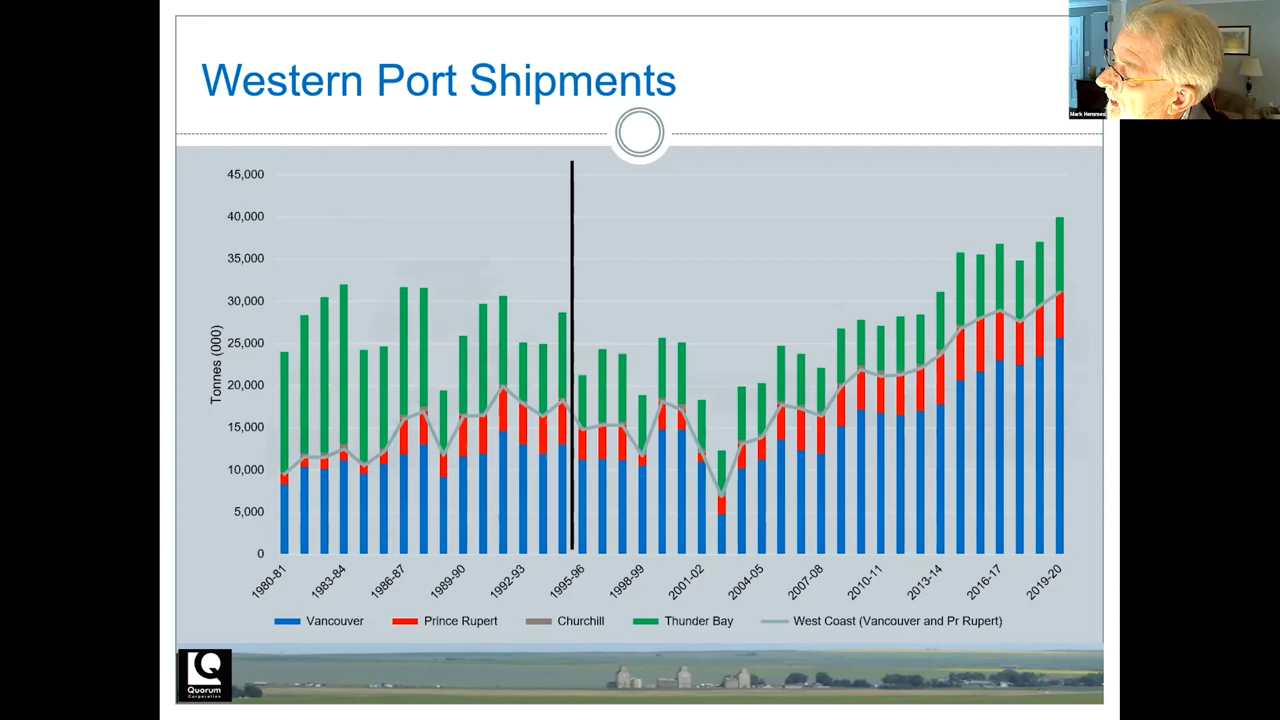 Western Port Shipments
Mark Hemmes
45,000
40,000
35,000
30,000
25,000
20,000
15,000
10,000
5,000
0
Tonnes (000)
1980-81
1983-84
1986-87
1989-90
1992-93
1995-96
1998-99
2001-02
2004-05
2007-08
2010-11
2013-14
2016-17
2019-20
Vancouver
Prince Rupert
Churchill
Thunder Bay
West Coast (Vancouver and Pr Rupert)
Quorum
Corporation